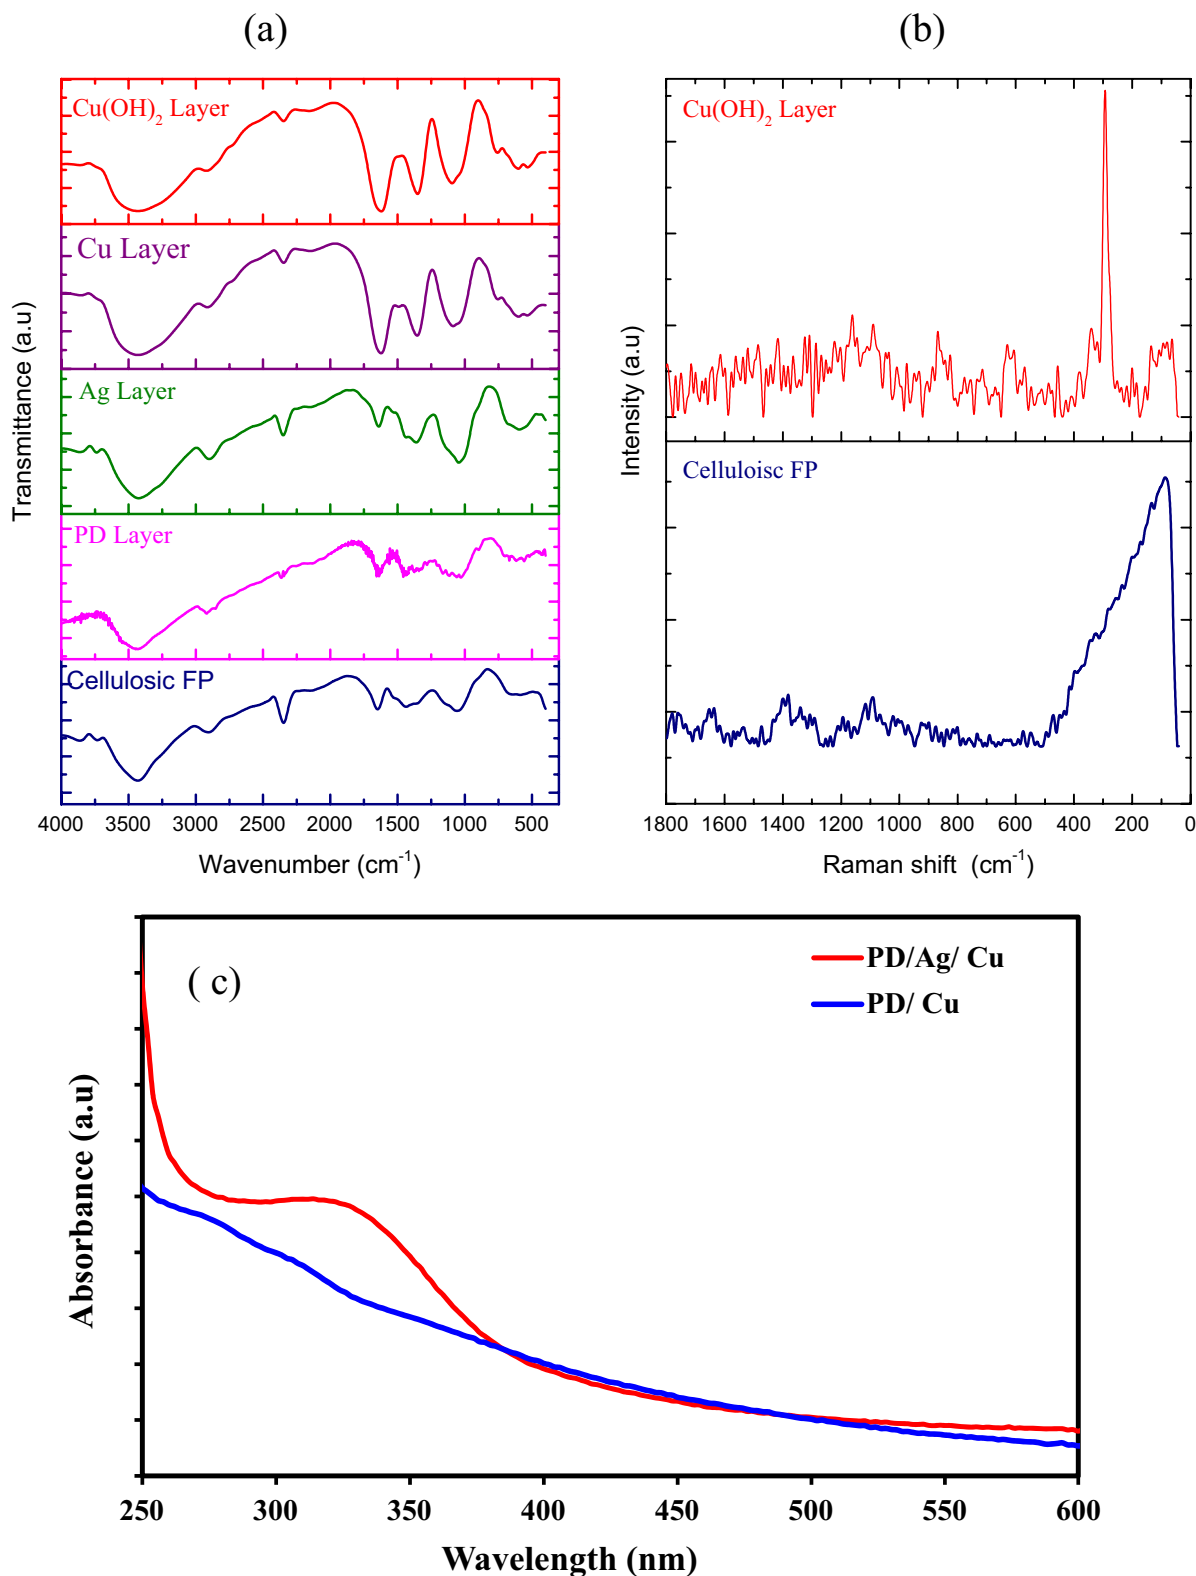 (a)
(b)
Cu(OH)₂ Layer
Cu Layer
Ag Layer
PD Layer
Cellulosic FP
Transmittance (a.u)
4000 3500 3000 2500 2000 1500 1000 500
Wavenumber (cm⁻¹)
Cu(OH)₂ Layer
Celluloisc FP
Intensity (a.u)
1800 1600 1400 1200 1000 800 600 400 200 0
Raman shift (cm⁻¹)
( c)
PD/Ag/ Cu
PD/ Cu
Absorbance (a.u)
250 300 350 400 450 500 550 600
Wavelength (nm)